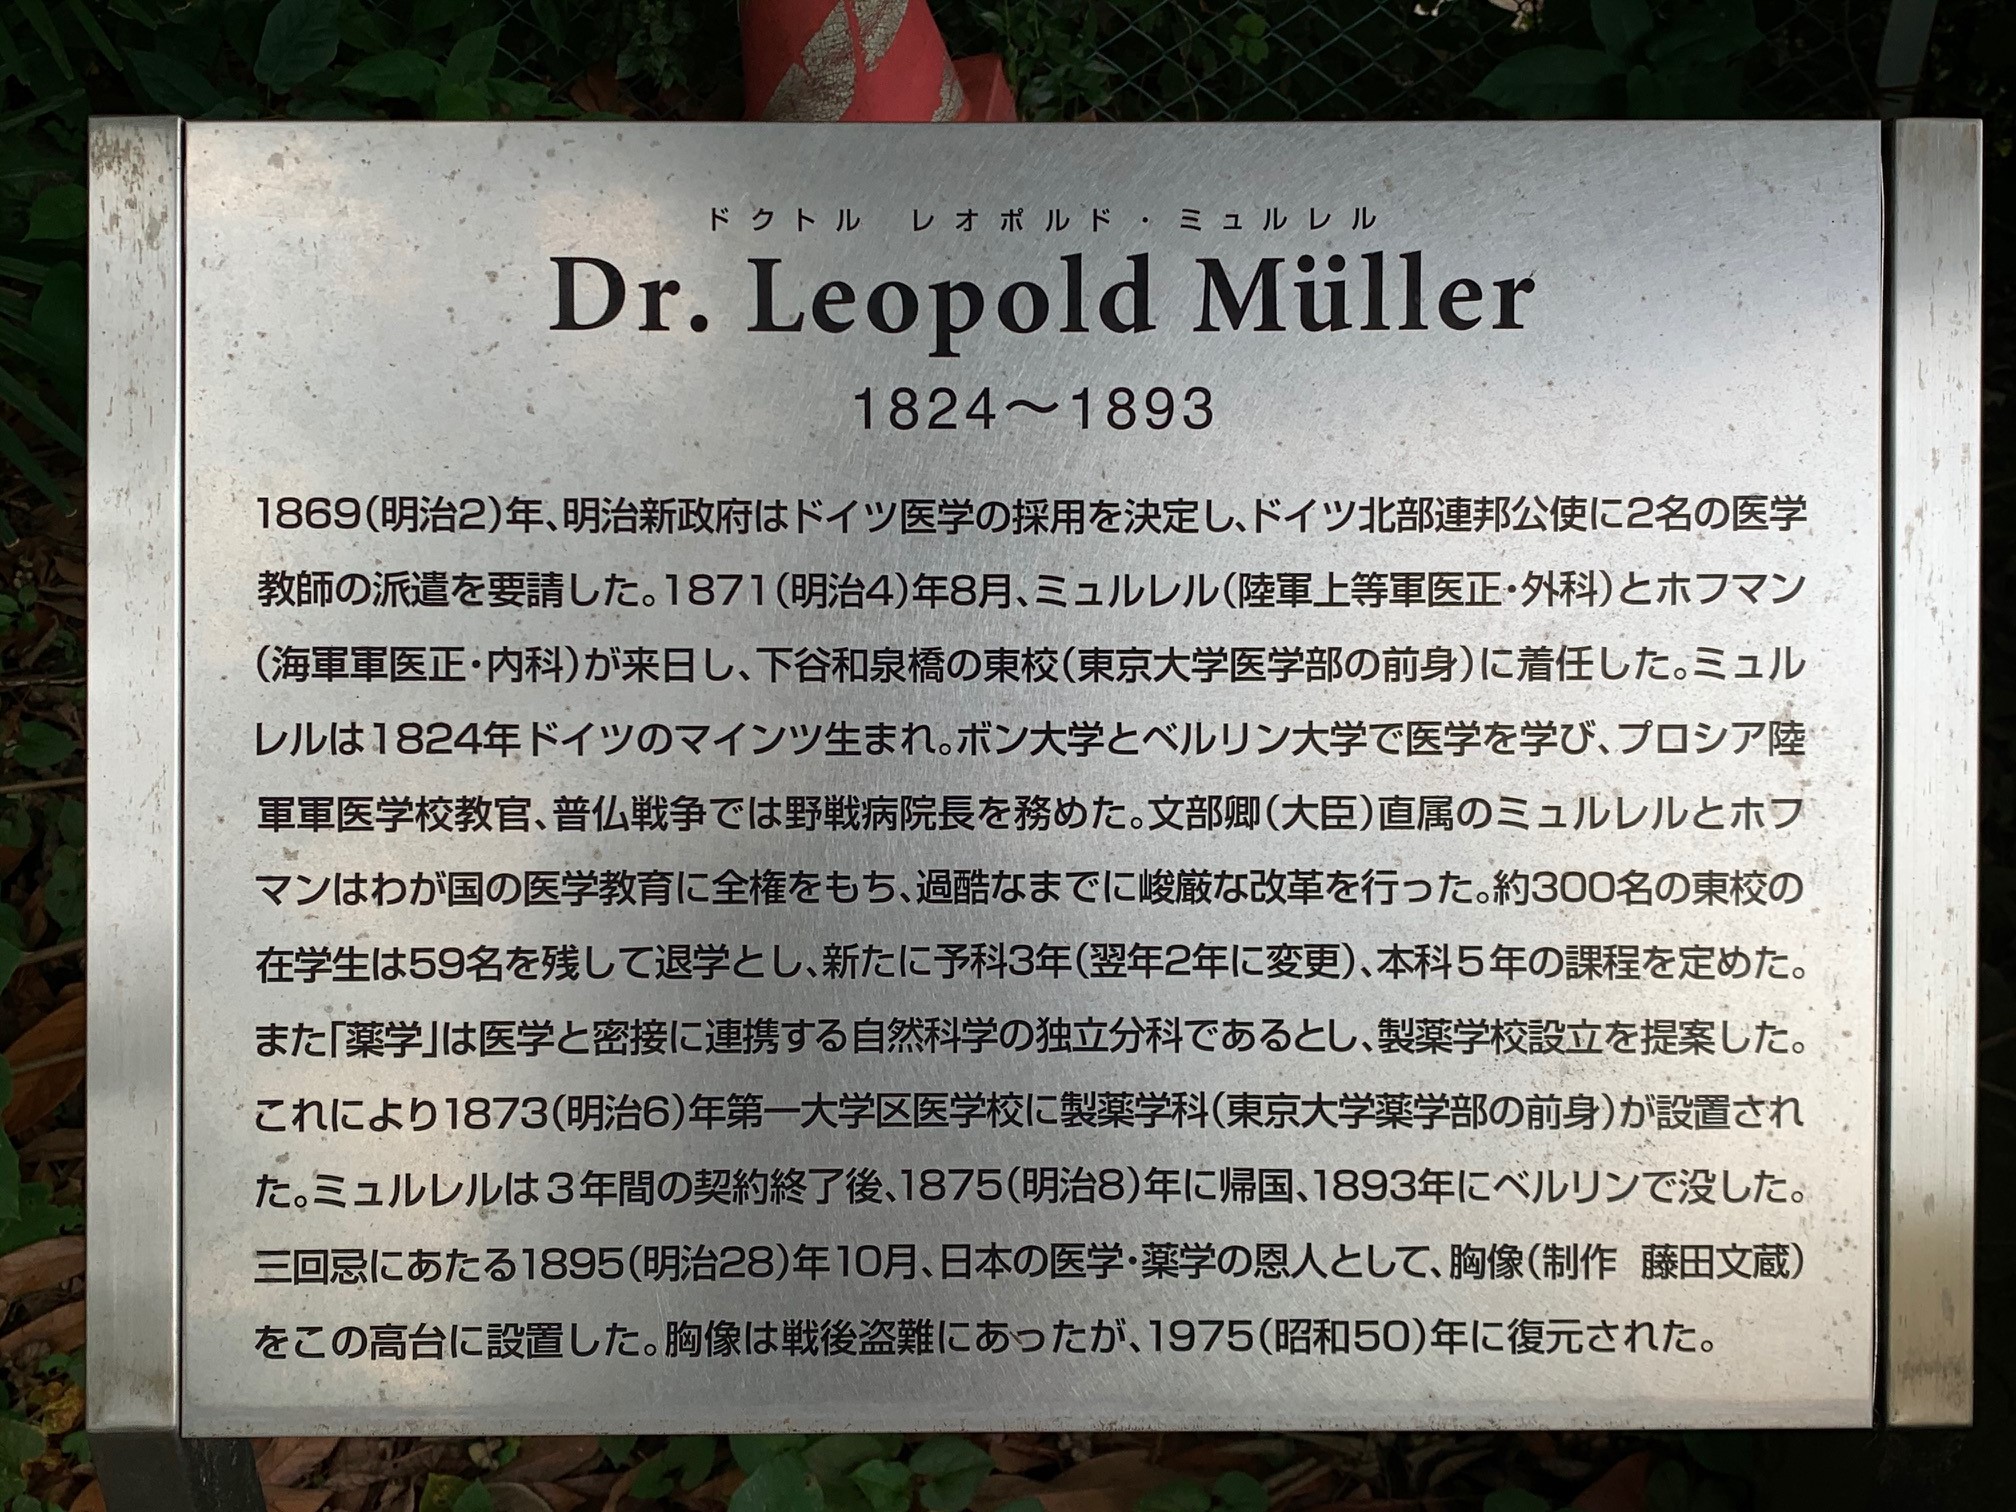 ドクトル レオポルド・ミュルレル
Dr. Leopold Müller
1824〜1893
1869(明治2)年、明治新政府はドイツ医学の採用を決定し、ドイツ北部連邦公使に2名の医学
教師の派遣を要請した。1871(明治4)年8月、ミュルレル(陸軍上等軍医正・外科)とホフマン
(海軍軍医正・内科)が来日し、下谷和泉橋の東校(東京大学医学部の前身)に着任した。ミュル
レルは1824年ドイツのマインツ生まれ。ボン大学とベルリン大学で医学を学び、プロシア陸
軍軍医学校教官、普仏戦争では野戦病院長を務めた。文部卿(大臣)直属のミュルレルとホフ
マンはわが国の医学教育に全権をもち、過酷なまでに峻厳な改革を行った。約300名の東校の
在学生は59名を残して退学とし、新たに予科3年(翌年2年に変更)、本科5年の課程を定めた。
また「薬学」は医学と密接に連携する自然科学の独立分科であるとし、製薬学校設立を提案した。
これにより1873(明治6)年第一大学区医学校に製薬学科(東京大学薬学部の前身)が設置され
た。ミュルレルは3年間の契約終了後、1875(明治8)年に帰国、1893年にベルリンで没した。
三回忌にあたる1895(明治28)年10月、日本の医学・薬学の恩人として、胸像(制作 藤田文蔵)
をこの高台に設置した。胸像は戦後盗難にあったが、1975(昭和50)年に復元された。